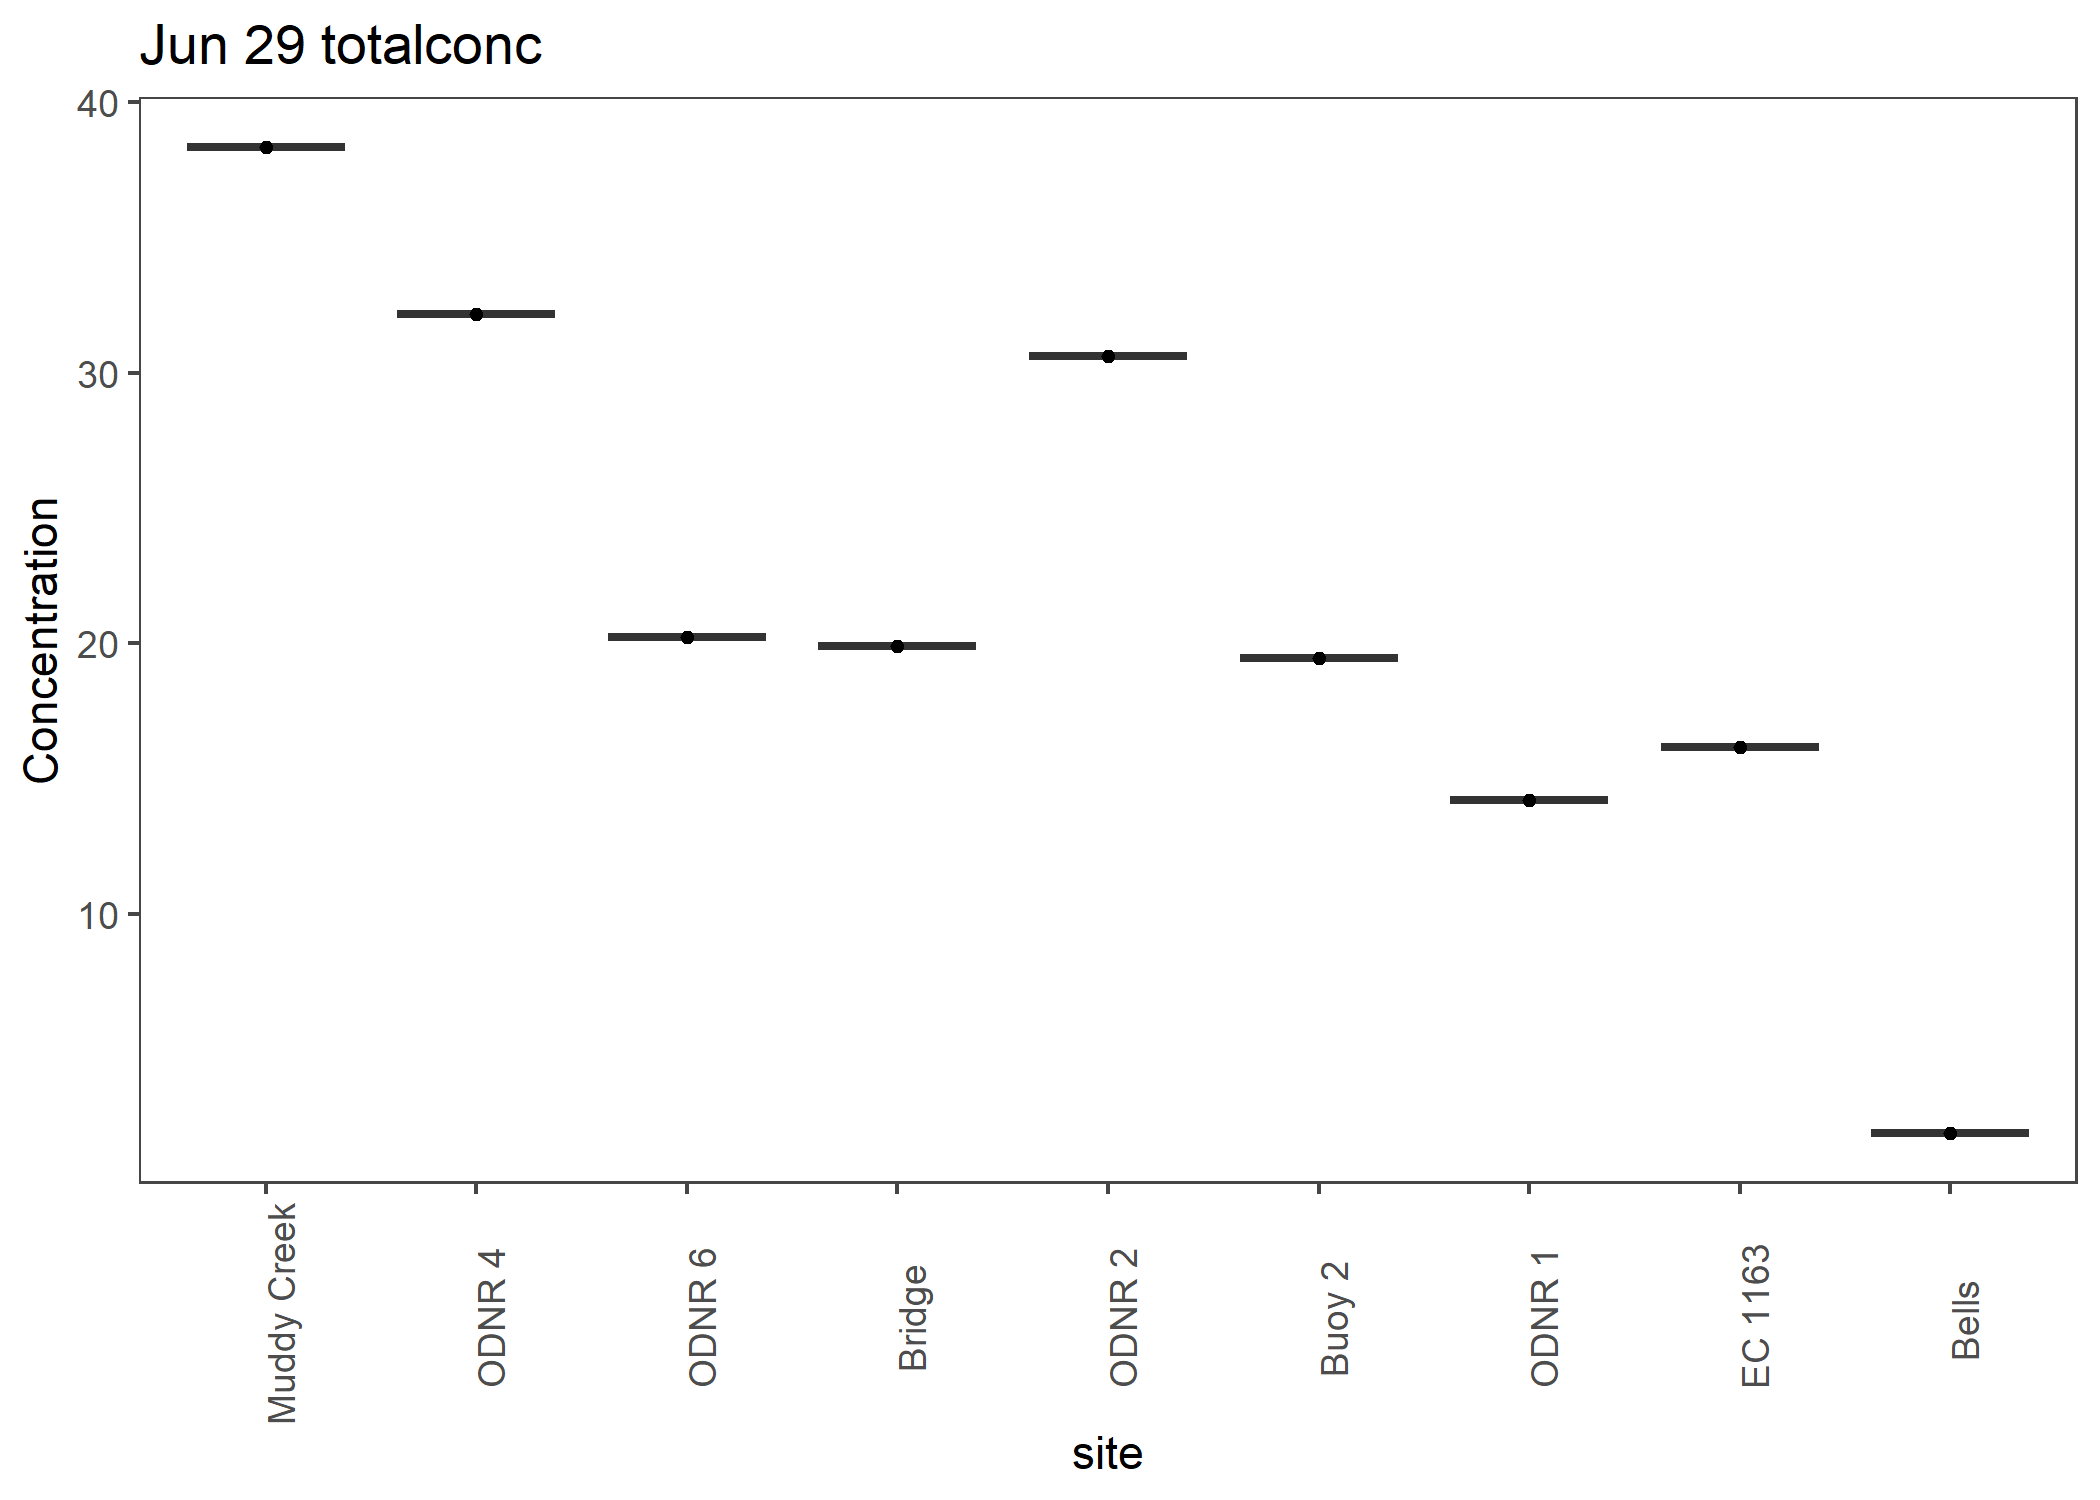 Jun 29 totalconc
Concentration
40
30
20
10
Muddy Creek
ODNR 4
ODNR 6
Bridge
ODNR 2
Buoy 2
ODNR 1
EC 1163
Bells
site